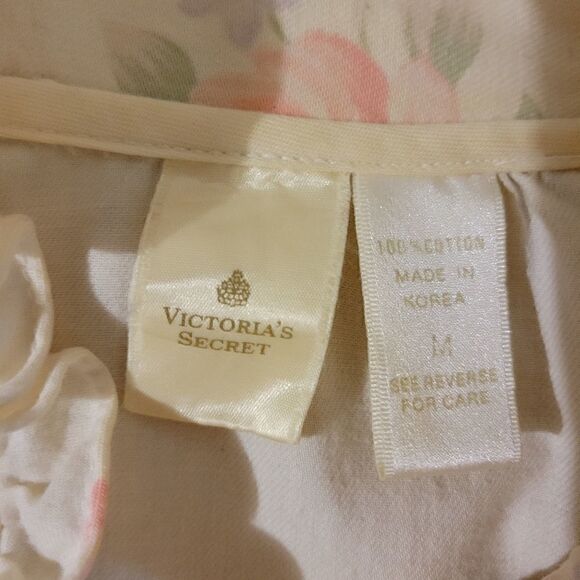 VICTORIA'S
SECRET
100% COTTON
MADE IN
KOREA
M
SEE REVERSE
FOR CARE